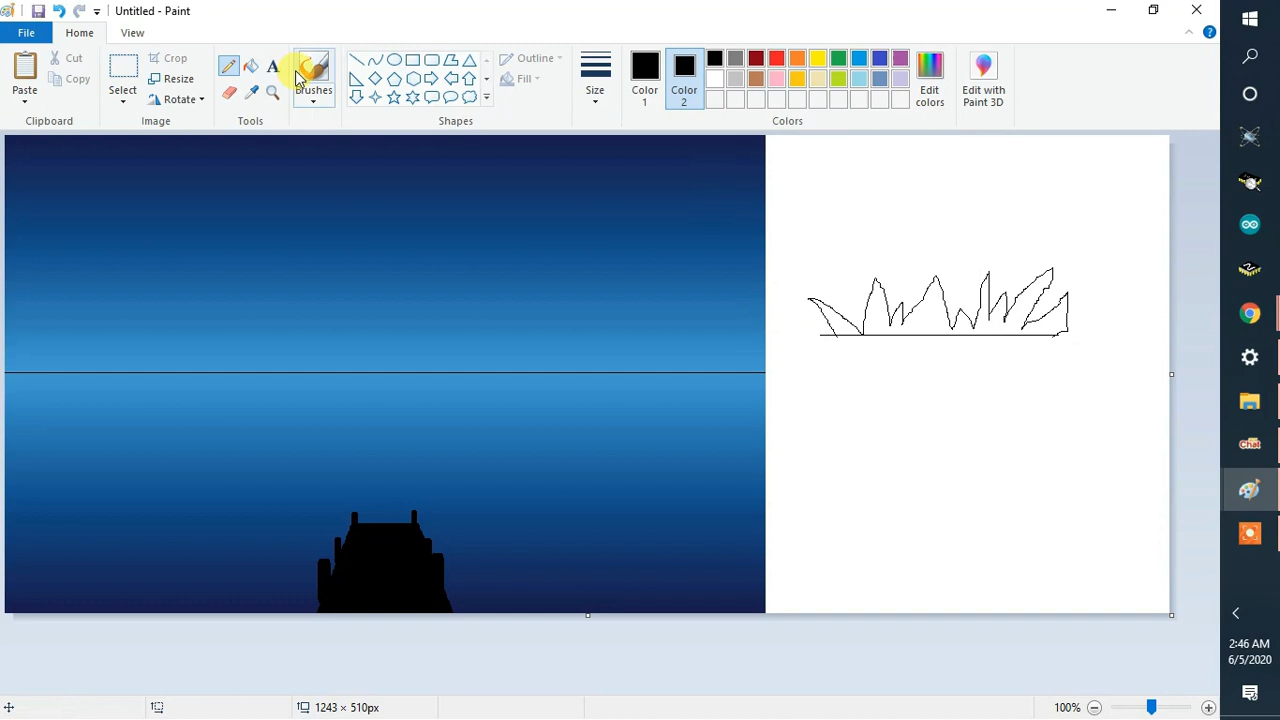 Untitled - Paint
File
Home
View
Paste
Cut
Copy
Clipboard
Select
Crop
Resize
Rotate
Image
A
Tools
Brushes
Shapes
Outline
Fill
Size
Color
1
Color
2
Colors
Edit
colors
Edit with
Paint 3D
Chat
2:46 AM
6/5/2020
1243 × 510px
100%